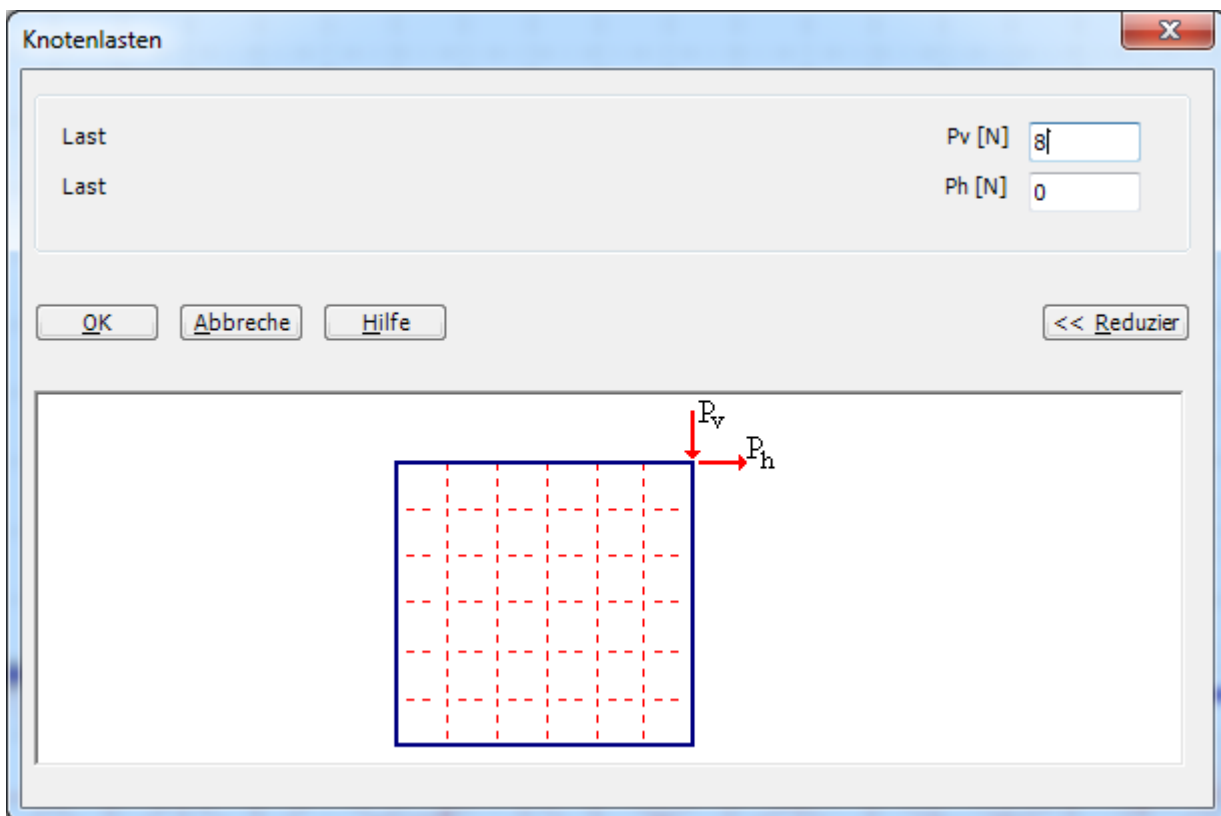 Knotenlasten
Last Pv [N] 8
Last Ph [N] 0
OK Abbreche Hilfe << Reduzier
Pv
Ph